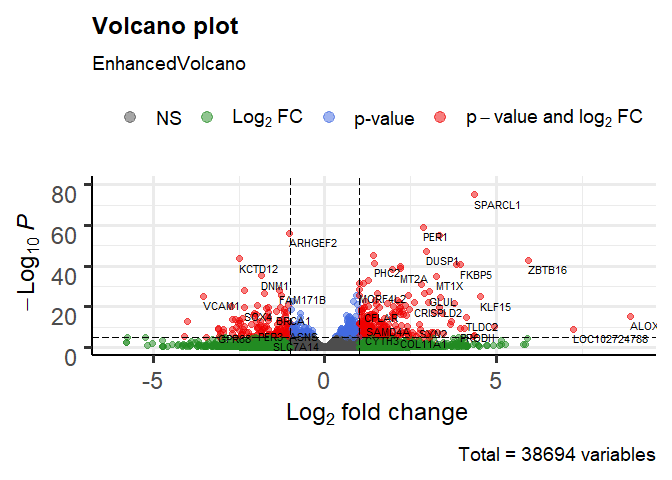 Volcano plot
EnhancedVolcano
NS Log2 FC p-value p − value and log2 FC
80
60
40
20
0
−Log10 P
SPARCL1
PER1
ARHGEF2
DUSP1
ZBTB16
KCTD12
PHC2
FKBP5
MT2A
DNM1
MT1X
VCAM1
FAM171B
MORF4L2
GLUL
KLF15
CRISPLD2
ALOX
TLDC2
CFLAR
SAMD4A
PRODH
LOC102724788
GPR68
CYTH3
COL11A1
SLC7A14
-5 0 5
Log2 fold change
Total = 38694 variables